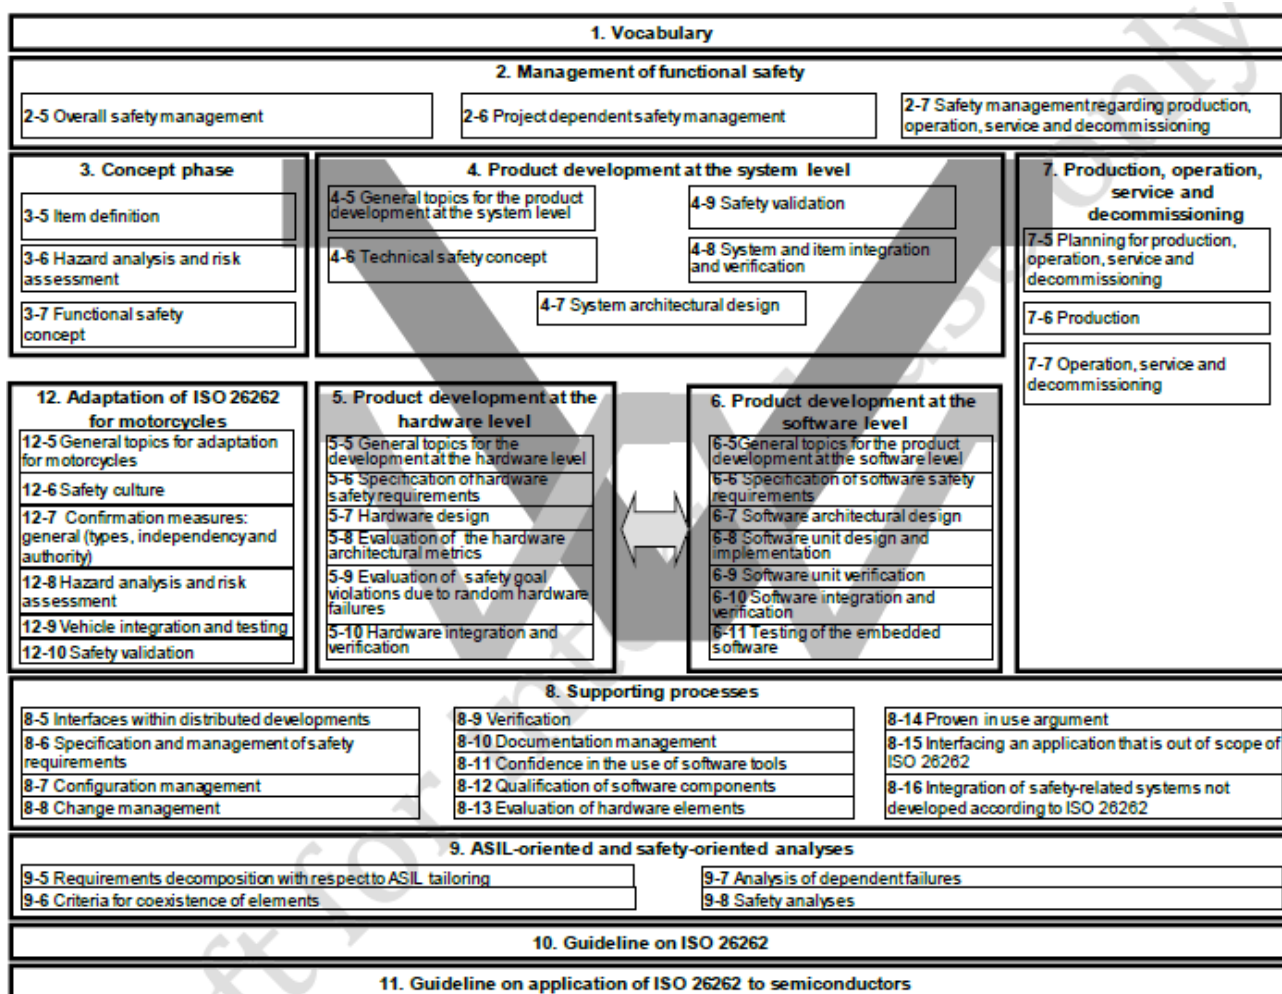 1. Vocabulary
2. Management of functional safety
2-5 Overall safety management
2-6 Project dependent safety management
2-7 Safety management regarding production,
operation, service and decommissioning
3. Concept phase
3-5 Item definition
3-6 Hazard analysis and risk
assessment
3-7 Functional safety
concept
4. Product development at the system level
4-5 General topics for the product
development at the system level
4-6 Technical safety concept
4-9 Safety validation
4-8 System and item integration
and verification
4-7 System architectural design
7. Production, operation,
service and
decommissioning
7-5 Planning for production,
operation, service and
decommissioning
7-6 Production
7-7 Operation, service and
decommissioning
12. Adaptation of ISO 26262
for motorcycles
12-5 General topics for adaptation
for motorcycles
12-6 Safety culture
12-7 Confirmation measures:
general (types, independency and
authority)
12-8 Hazard analysis and risk
assessment
12-9 Vehicle integration and testing
12-10 Safety validation
5. Product development at the
hardware level
5-5 General topics for the
development at the hardware level
5-6 Specification of hardware
safety requirements
5-7 Hardware design
5-8 Evaluation of the hardware
architectural metrics
5-9 Evaluation of safety goal
violations due to random hardware
failures
5-10 Hardware integration and
verification
6. Product development at the
software level
6-5General topics for the product
development at the software level
6-6 Specification of software safety
requirements
6-7 Software architectural design
6-8 Software unit design and
implementation
6-9 Software unit verification
6-10 Software integration and
verification
6-11 Testing of the embedded
software
8. Supporting processes
8-5 Interfaces within distributed developments
8-6 Specification and management of safety
requirements
8-7 Configuration management
8-8 Change management
8-9 Verification
8-10 Documentation management
8-11 Confidence in the use of software tools
8-12 Qualification of software components
8-13 Evaluation of hardware elements
8-14 Proven in use argument
8-15 Interfacing an application that is out of scope of
ISO 26262
8-16 Integration of safety-related systems not
developed according to ISO 26262
9. ASIL-oriented and safety-oriented analyses
9-5 Requirements decomposition with respect to ASIL tailoring
9-6 Criteria for coexistence of elements
9-7 Analysis of dependent failures
9-8 Safety analyses
10. Guideline on ISO 26262
11. Guideline on application of ISO 26262 to semiconductors